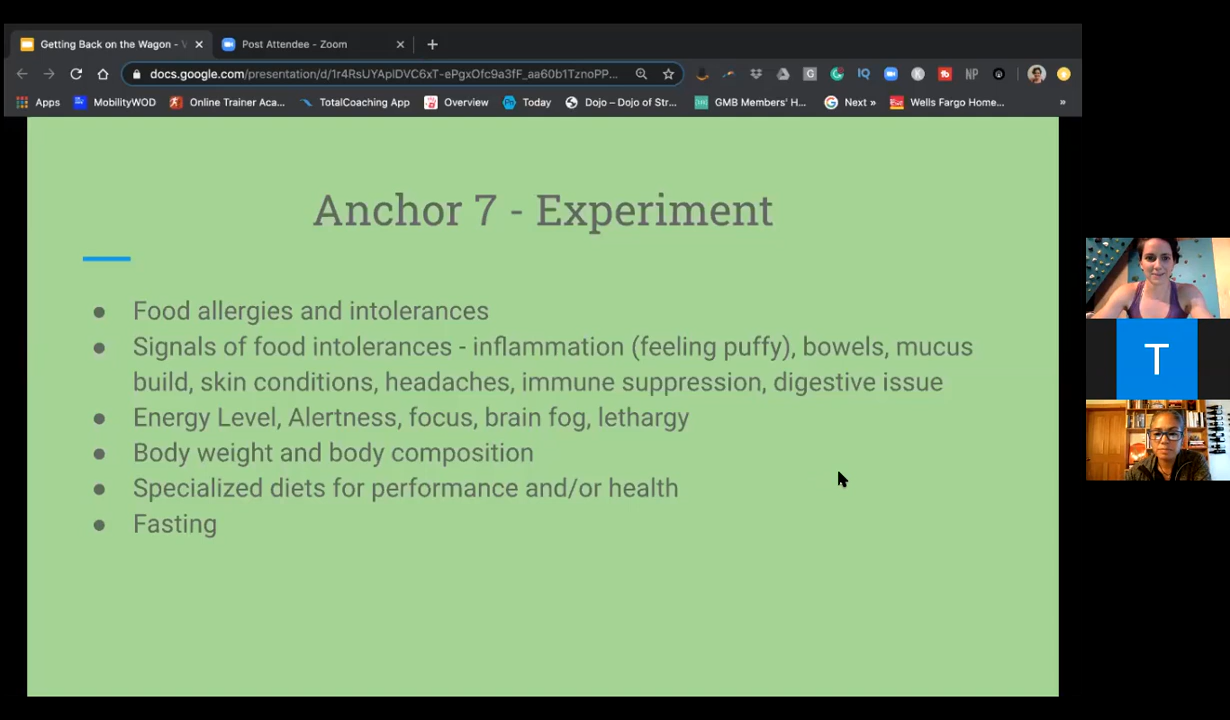 Getting Back on the Wagon -
Post Attendee - Zoom
docs.google.com/presentation/d/1r4RsUYAplDVC6xT-ePgxOfc9a3fF_aa60b1TznoPP...
Apps
MobilityWOD
Online Trainer Aca...
TotalCoaching App
Overview
Today
Dojo – Dojo of Str...
GMB Members' H...
Next »
Wells Fargo Home...
»
Anchor 7 - Experiment
Food allergies and intolerances
Signals of food intolerances - inflammation (feeling puffy), bowels, mucus
build, skin conditions, headaches, immune suppression, digestive issue
Energy Level, Alertness, focus, brain fog, lethargy
Body weight and body composition
Specialized diets for performance and/or health
Fasting
T